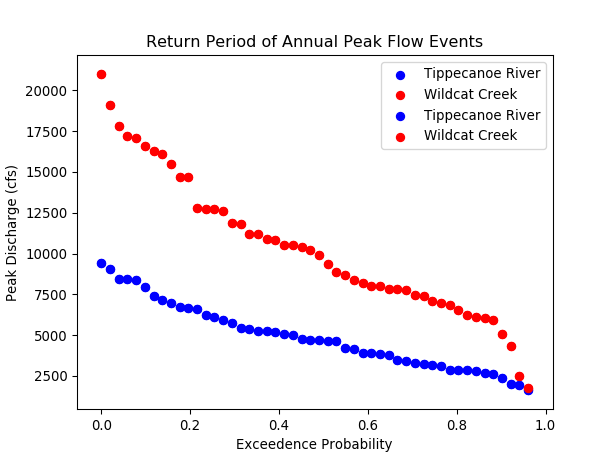 Return Period of Annual Peak Flow Events
Tippecanoe River
Wildcat Creek
Tippecanoe River
Wildcat Creek
Peak Discharge (cfs)
20000
17500
15000
12500
10000
7500
5000
2500
0.0 0.2 0.4 0.6 0.8 1.0
Exceedence Probability